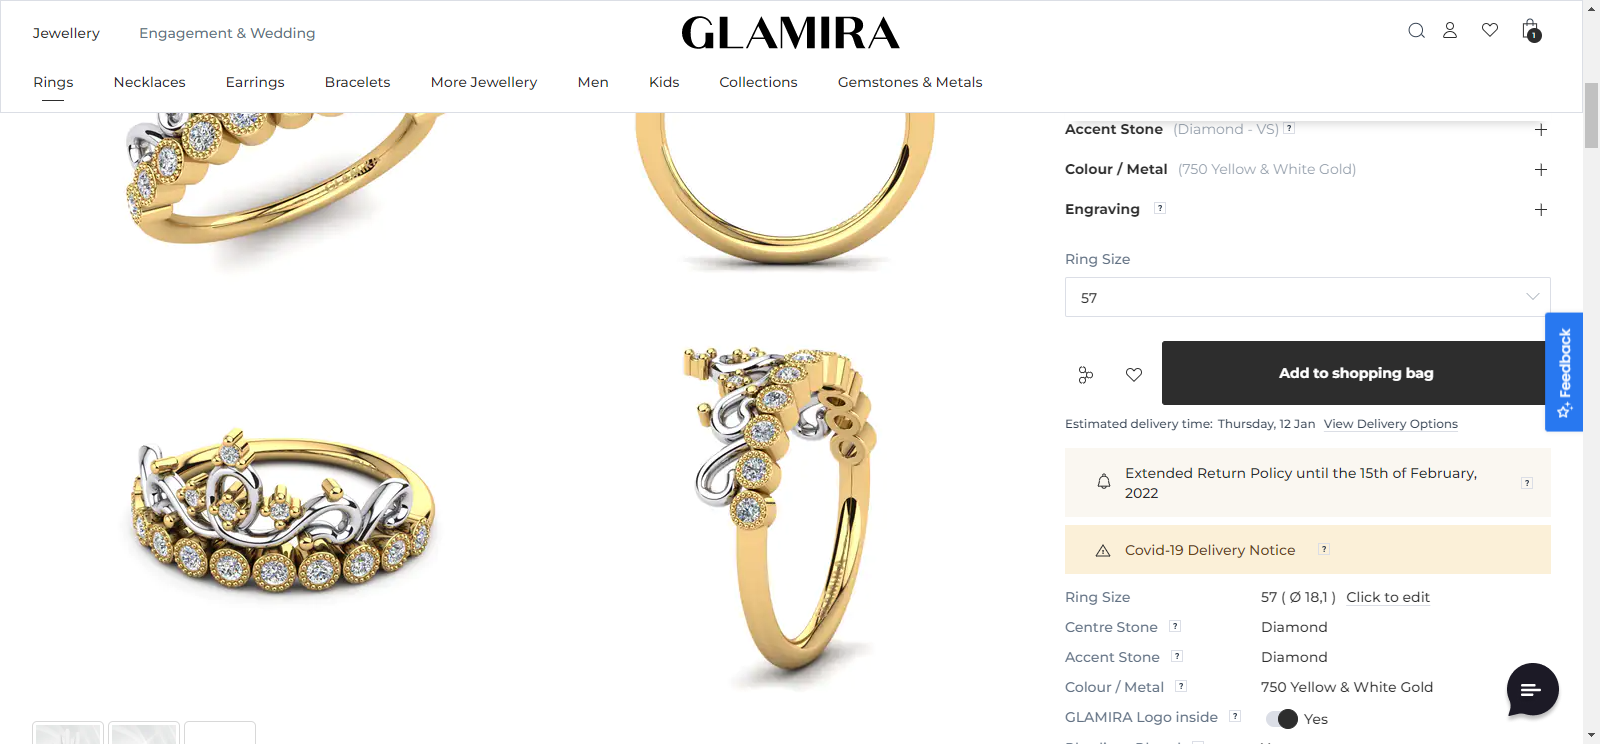 Jewellery
Engagement & Wedding
GLAMIRA
1
Rings
Necklaces
Earrings
Bracelets
More Jewellery
Men
Kids
Collections
Gemstones & Metals
Accent Stone (Diamond - VS) ?
Colour / Metal (750 Yellow & White Gold)
Engraving ?
Ring Size
57
Add to shopping bag
Feedback
Estimated delivery time: Thursday, 12 Jan View Delivery Options
Extended Return Policy until the 15th of February,
2022
?
Covid-19 Delivery Notice ?
Ring Size 57 ( Ø 18,1 ) Click to edit
Centre Stone ? Diamond
Accent Stone ? Diamond
Colour / Metal ? 750 Yellow & White Gold
GLAMIRA Logo inside ? Yes